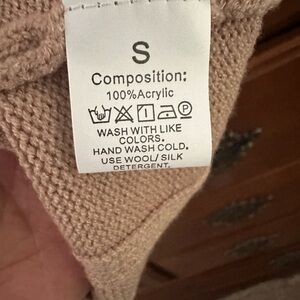 S
Composition:
100%Acrylic
WASH WITH LIKE
COLORS.
HAND WASH COLD.
USE WOOL/ SILK
DETERGENT.